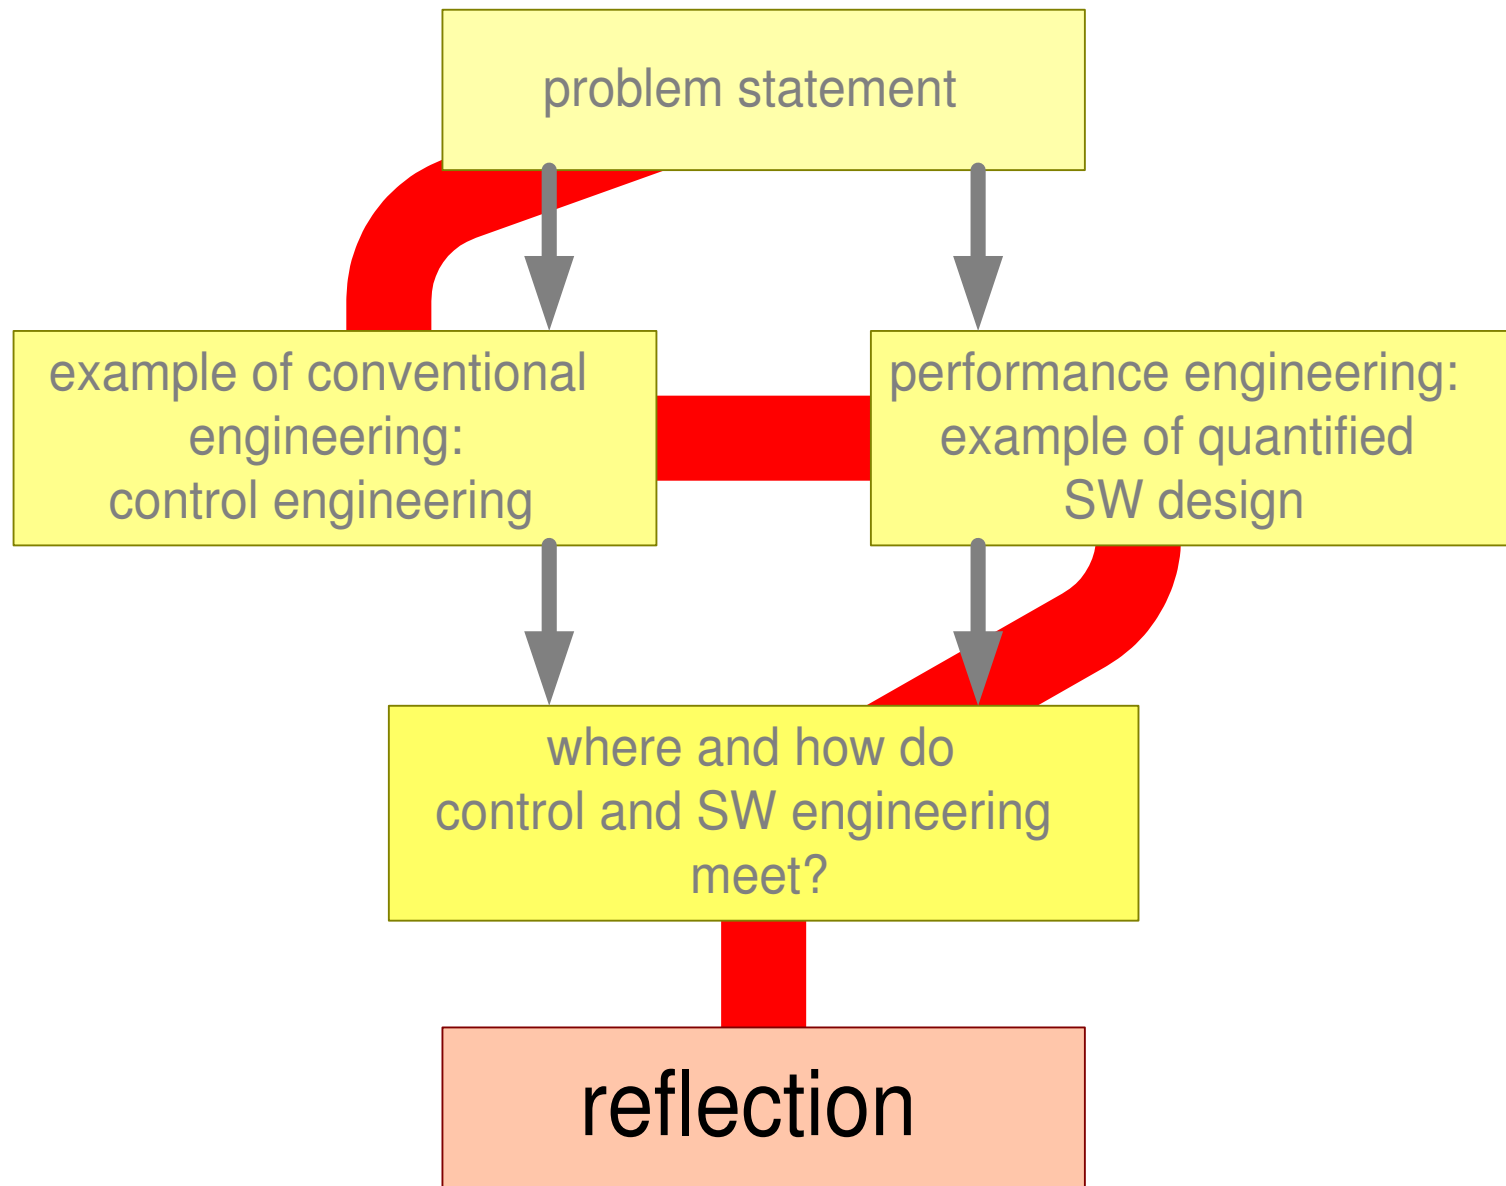 problem statement
example of conventional
engineering:
control engineering
performance engineering:
example of quantified
SW design
where and how do
control and SW engineering
meet?
reflection